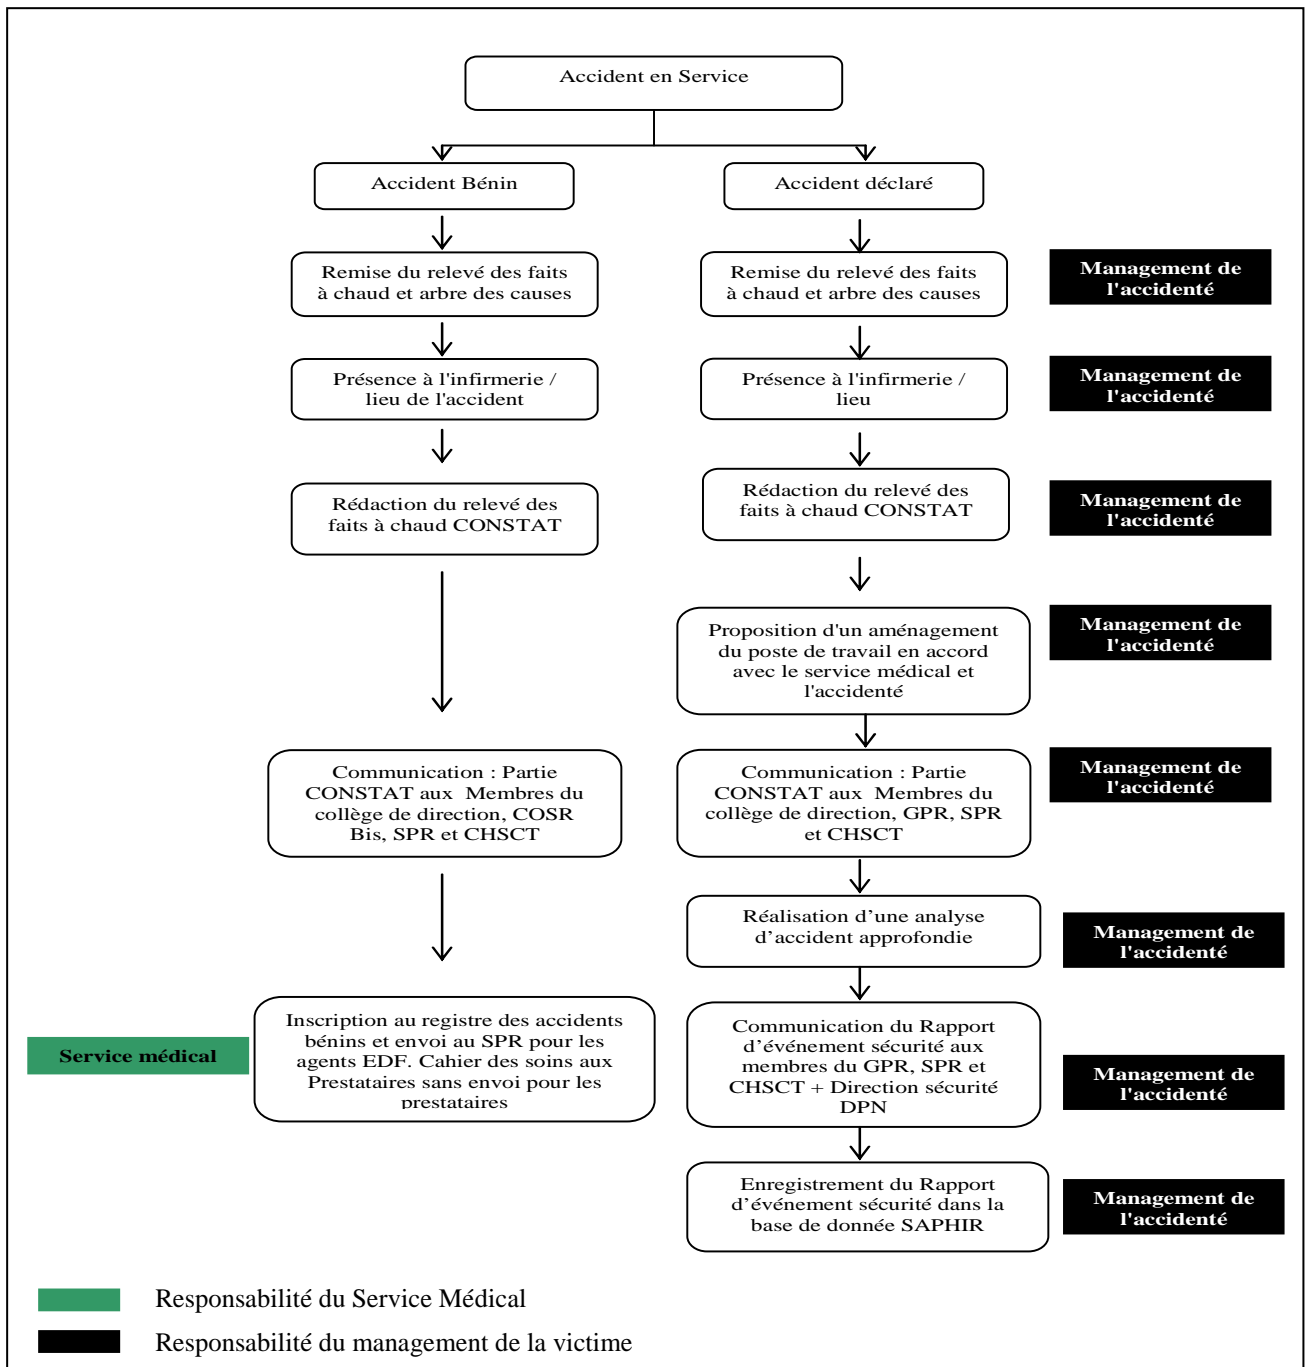 Accident en Service
Accident Bénin
Accident déclaré
Remise du relevé des faits
à chaud et arbre des causes
Remise du relevé des faits
à chaud et arbre des causes
Management de
l'accidenté
Présence à l'infirmerie /
lieu de l'accident
Présence à l'infirmerie /
lieu
Management de
l'accidenté
Rédaction du relevé des
faits à chaud CONSTAT
Rédaction du relevé des
faits à chaud CONSTAT
Management de
l'accidenté
Proposition d'un aménagement
du poste de travail en accord
avec le service médical et
l'accidenté
Management de
l'accidenté
Communication : Partie
CONSTAT aux Membres du
collège de direction, COSR
Bis, SPR et CHSCT
Communication : Partie
CONSTAT aux Membres du
collège de direction, GPR, SPR
et CHSCT
Management de
l'accidenté
Réalisation d’une analyse
d’accident approfondie
Management de
l'accidenté
Service médical
Inscription au registre des accidents
bénins et envoi au SPR pour les
agents EDF. Cahier des soins aux
Prestataires sans envoi pour les
prestataires
Communication du Rapport
d’événement sécurité aux
membres du GPR, SPR et
CHSCT + Direction sécurité
DPN
Management de
l'accidenté
Enregistrement du Rapport
d’événement sécurité dans la
base de donnée SAPHIR
Management de
l'accidenté
Responsabilité du Service Médical
Responsabilité du management de la victime